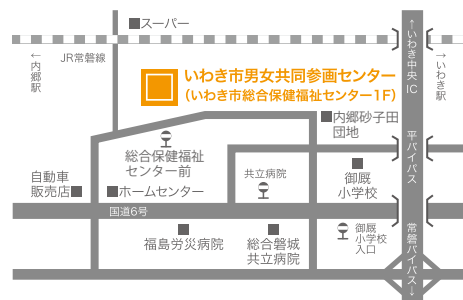 スーパー
JR常磐線
←内郷駅
↑いわき中央IC
→いわき駅
いわき市男女共同参画センター
（いわき市総合保健福祉センター1F）
内郷砂子田
団地
平バイパス
総合保健福祉
センター前
共立病院
御厩
小学校
自動車
販売店
ホームセンター
国道6号
福島労災病院
総合磐城
共立病院
御厩
小学校
入口
常磐バイパス↓